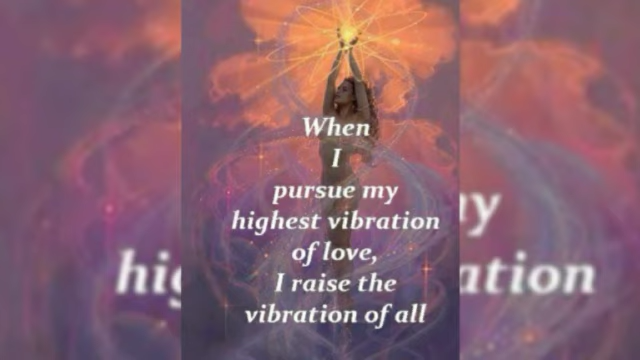 When
I
pursue my
highest vibration
of love,
I raise the
vibration of all